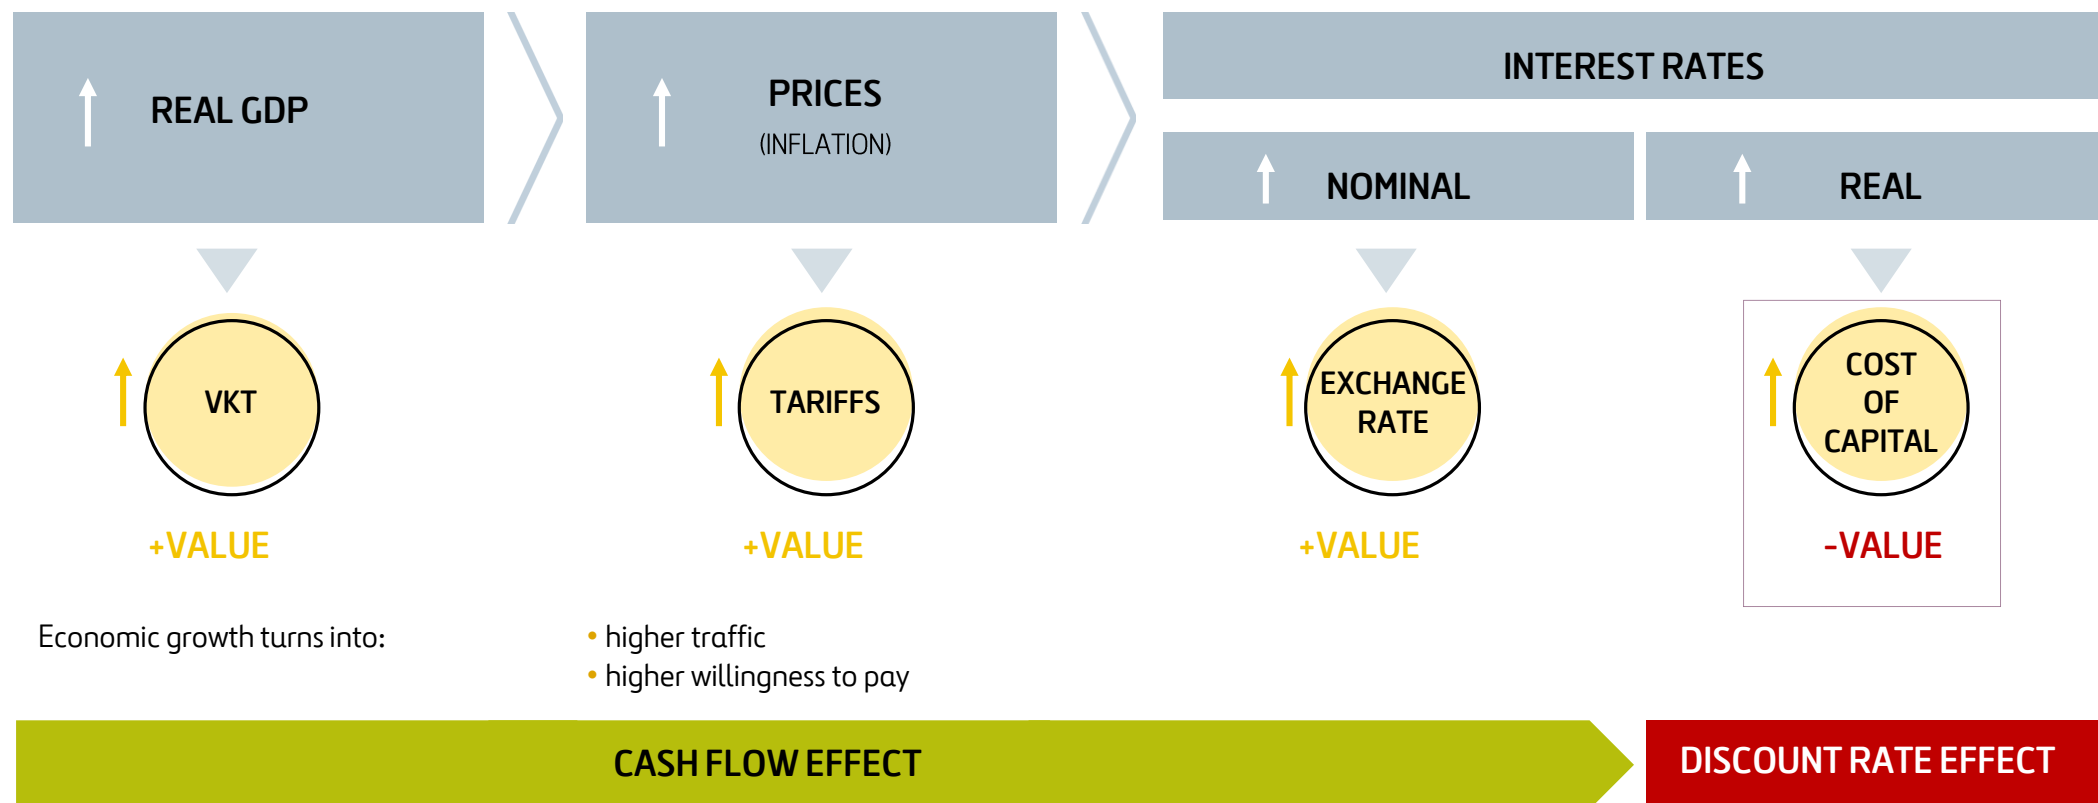 REAL GDP
PRICES
(INFLATION)
INTEREST RATES
NOMINAL
REAL
VKT
TARIFFS
EXCHANGE
RATE
COST
OF
CAPITAL
+VALUE
+VALUE
+VALUE
-VALUE
Economic growth turns into:
• higher traffic
• higher willingness to pay
CASH FLOW EFFECT
DISCOUNT RATE EFFECT